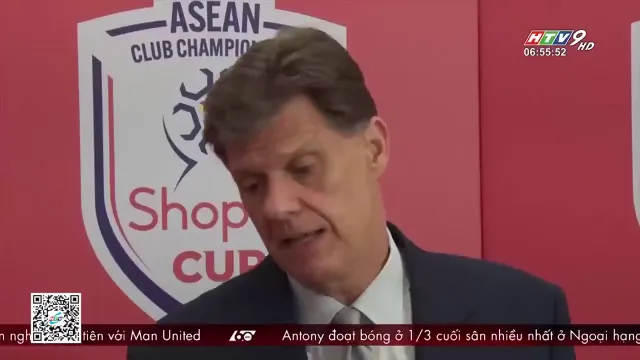 ASEAN
CLUB CHAMPION
HTV9 HD
06:55:52
Shop
CUP
tiên với Man United
60
Antony đoạt bóng ở 1/3 cuối sân nhiều nhất ở Ngoại hạng